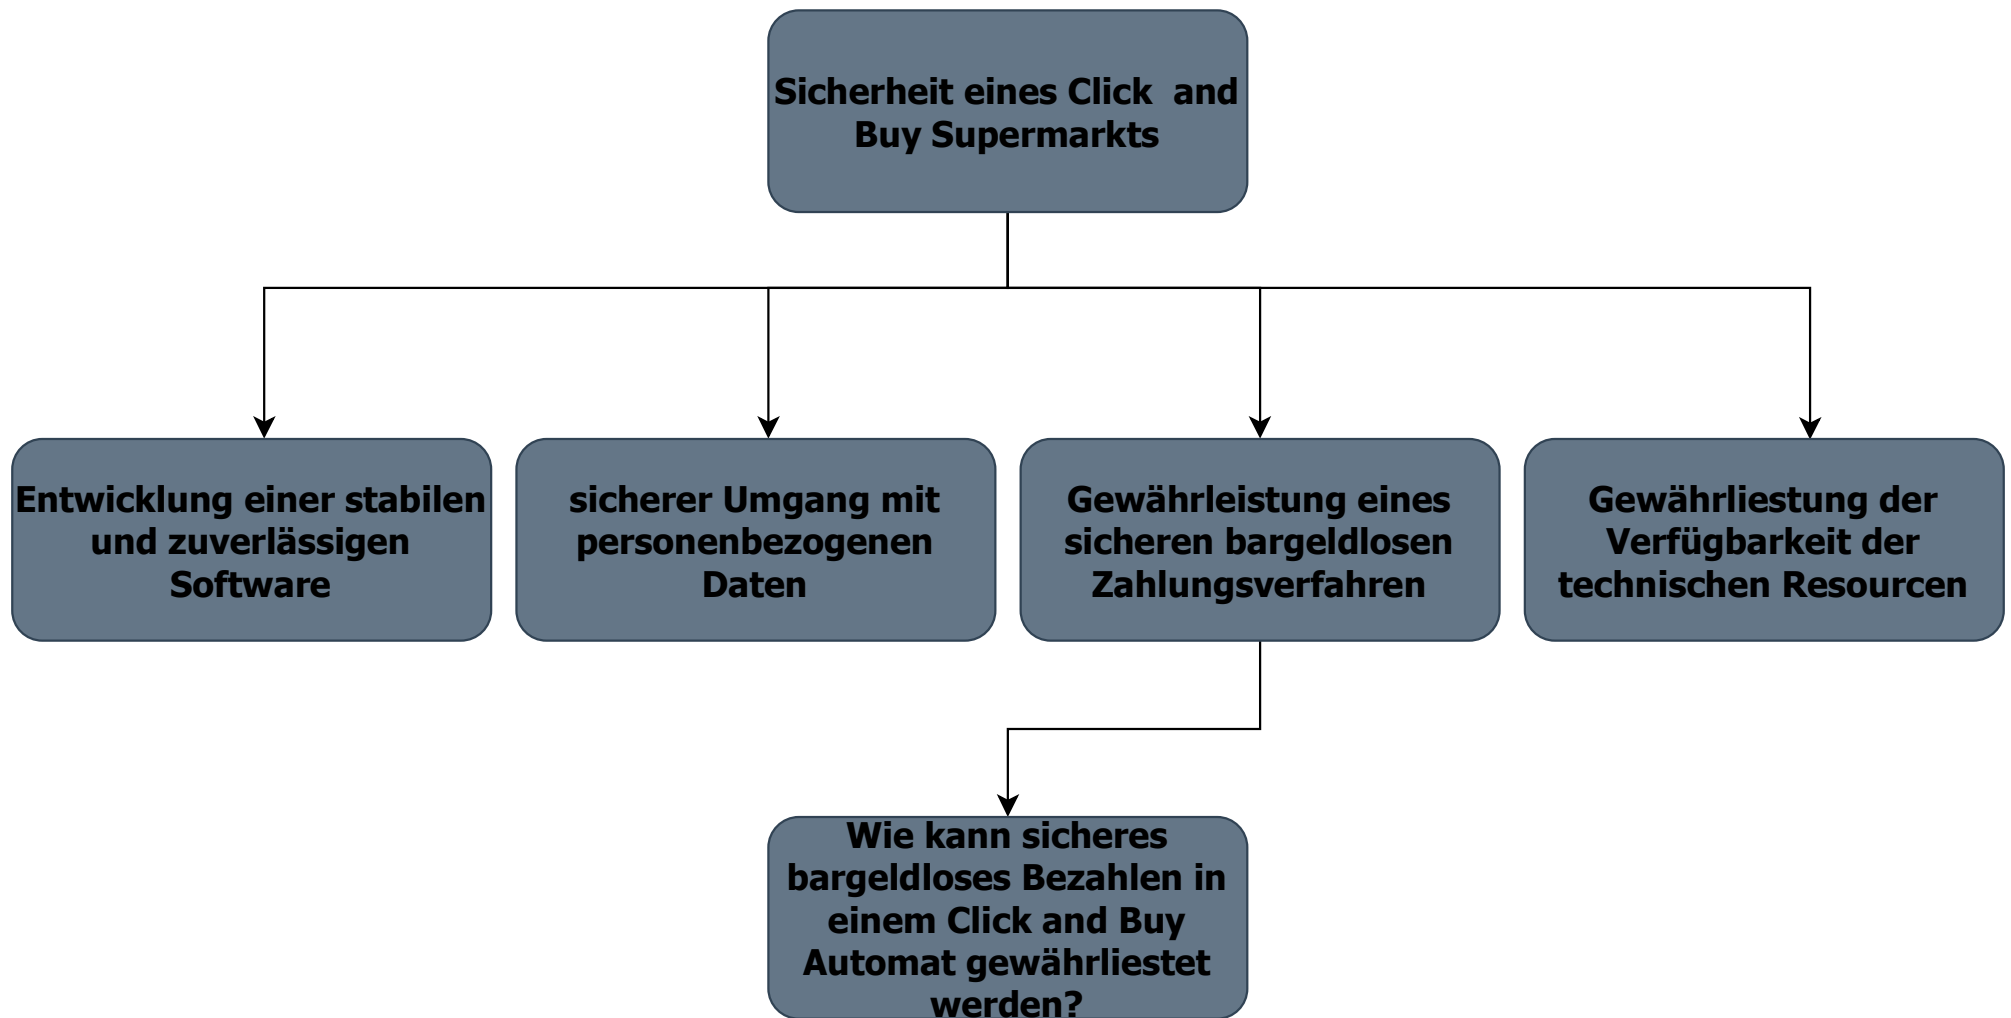 Sicherheit eines Click  and
Buy Supermarkts
Entwicklung einer stabilen
und zuverlässigen
Software
sicherer Umgang mit
personenbezogenen
Daten
Gewährleistung eines
sicheren bargeldlosen
Zahlungsverfahren
Gewährliestung der
Verfügbarkeit der
technischen Resourcen
Wie kann sicheres
bargeldloses Bezahlen in
einem Click and Buy
Automat gewährliestet
werden?